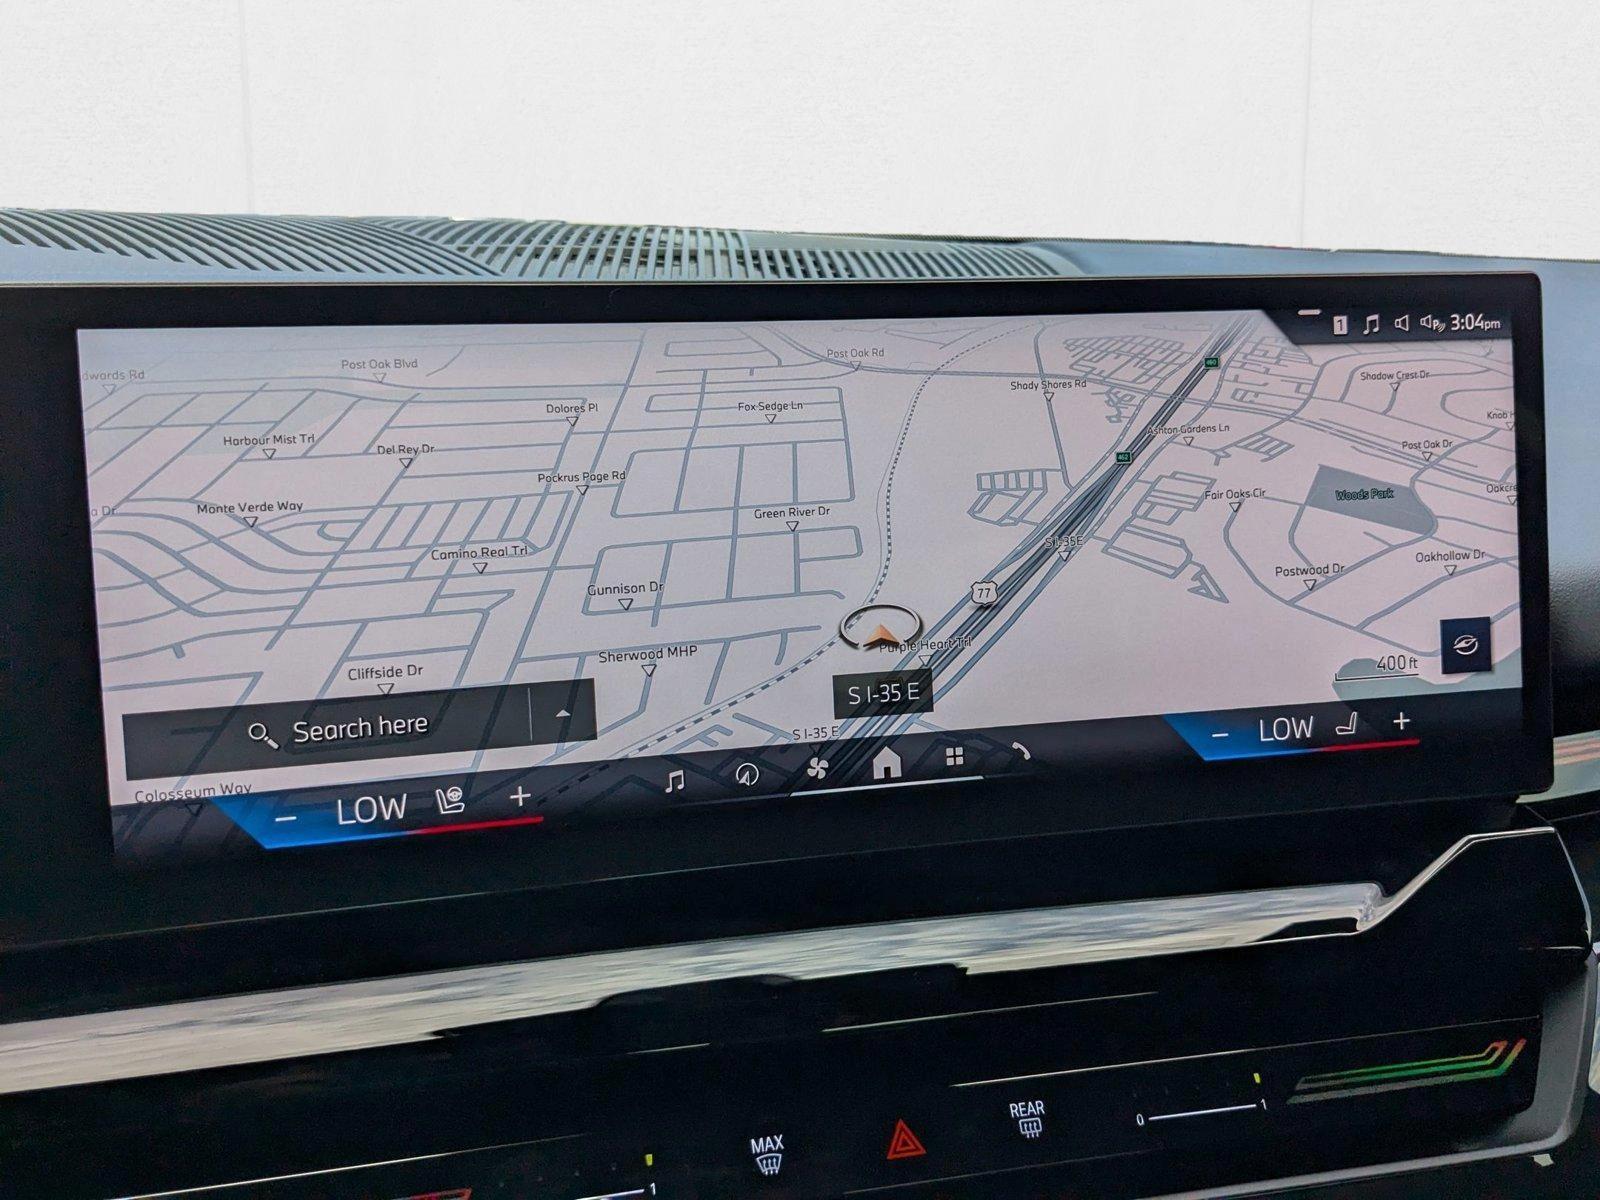 1
3:04pm
Post Oak Rd
Post Oak Blvd
460
Shadow Crest Dr
Shady Shores Rd
Dolores Pl
Fox Sedge Ln
Ashton Gardens Ln
Harbour Mist Trl
Del Rey Dr
462
Post Oak Dr
Pockrus Page Rd
Fair Oaks Cir
Woods Park
Monte Verde Way
Green River Dr
S I-35E
Camino Real Trl
Oakhollow Dr
Postwood Dr
Gunnison Dr
77
Purple Heart Trl
Sherwood MHP
400 ft
Cliffside Dr
S I-35 E
Search here
S I-35 E
Colosseum Way
− LOW +
− LOW +
MAX
REAR
0 1
1